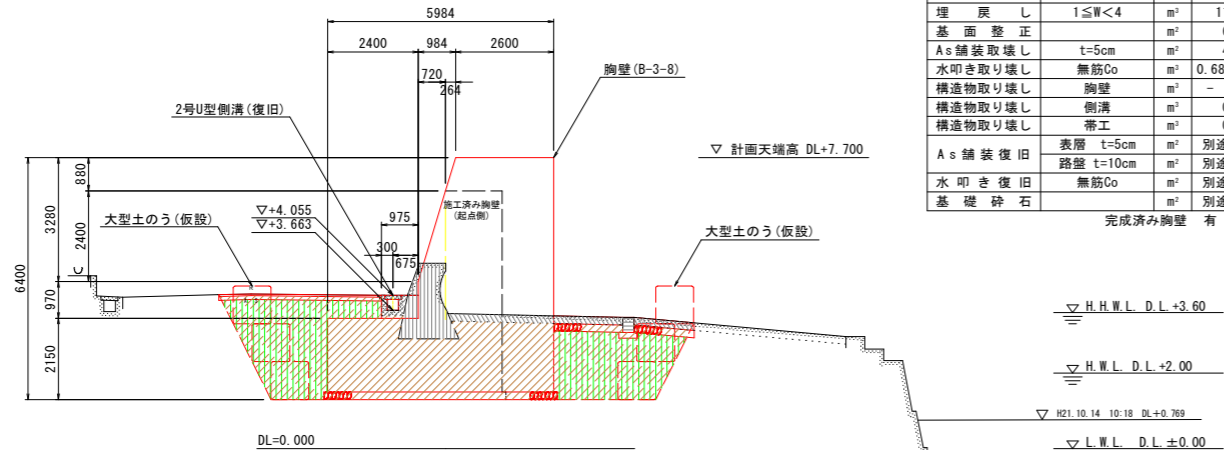 5984
2400 984 2600
720
264
胸壁(B-3-8)
2号U型側溝(復旧)
▽ 計画天端高 DL+7.700
880
3280
2400
6400
970
2150
施工済み胸壁
(起点側)
▽+4.055
▽+3.663
975
300
675
大型土のう(仮設)
大型土のう(仮設)
DL=0.000
埋戻し 1≦W<4 m³
基面整正 m²
As舗装取壊し t=5cm m²
水叩き取り壊し 無筋Co m³ 0.68
構造物取り壊し 胸壁 m³ -
構造物取り壊し 側溝 m³
構造物取り壊し 帯工 m³
As舗装復旧 表層 t=5cm m² 別途
路盤 t=10cm m² 別途
水叩き復旧 無筋Co m² 別途
基礎砕石 m² 別途
完成済み胸壁 有
▽ H.H.W.L. D.L.+3.60
▽ H.W.L. D.L.+2.00
▽ H21.10.14 10:18 DL+0.769
▽ L.W.L. D.L.±0.00